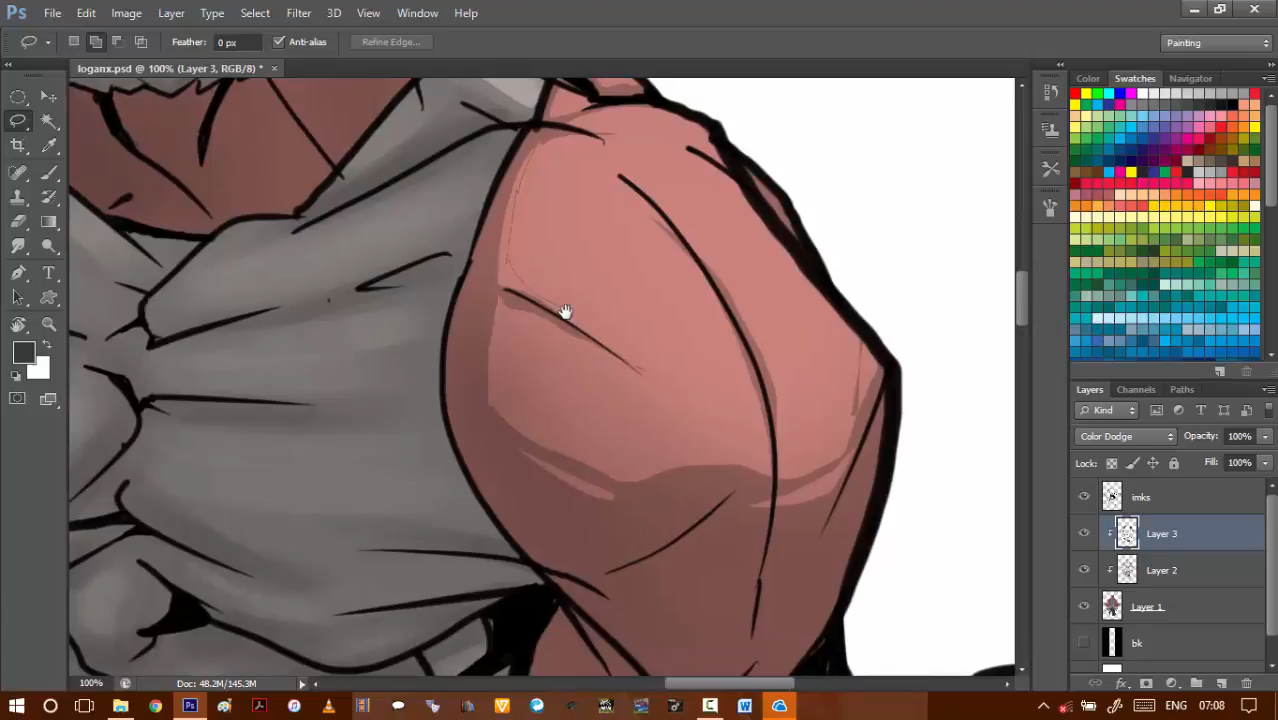 Ps File Edit Image Layer Type Select Filter 3D View Window Help
Feather: 0 px Anti-alias Refine Edge... Painting
loganx.psd @ 100% (Layer 3, RGB/8) * ×
Color Swatches Navigator
Layers Channels Paths
Kind
Color Dodge Opacity: 100%
Lock: Fill: 100%
imks
Layer 3
Layer 2
Layer 1
bk
100% Doc: 48.2M/145.3M
ENG 07:08